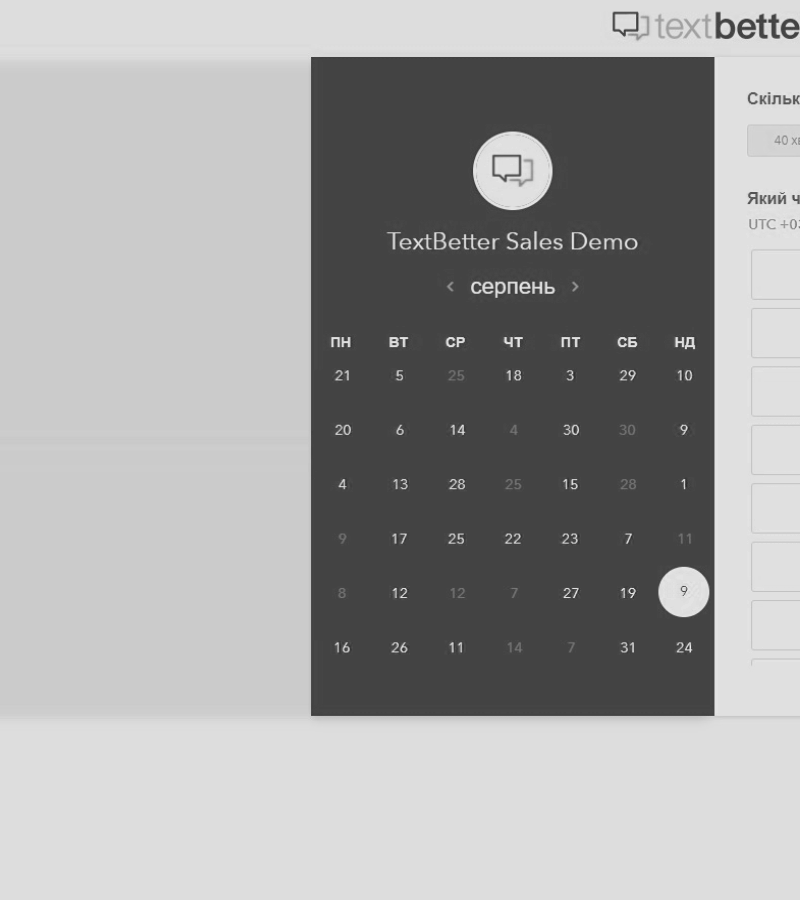 textbette
Скільк
40 хв
Який ч
UTC +03
TextBetter Sales Demo
< серпень >
ПН ВТ СР ЧТ ПТ СБ НД
21 5 25 18 3 29 10
20 6 14 4 30 30 9
4 13 28 25 15 28 1
9 17 25 22 23 7 11
8 12 12 7 27 19 9
16 26 11 14 7 31 24